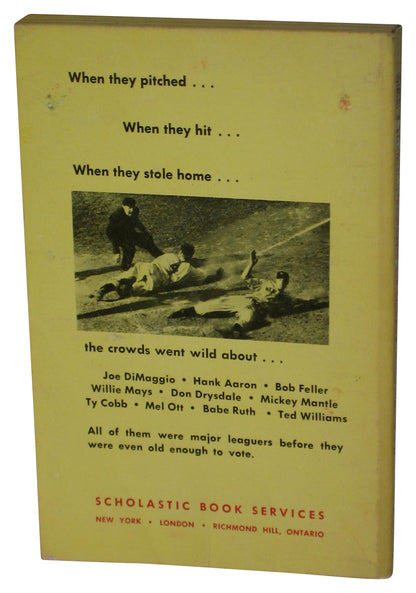 When they pitched . . .
When they hit . . .
When they stole home . . .
the crowds went wild about . . .
Joe DiMaggio • Hank Aaron • Bob Feller
Willie Mays • Don Drysdale • Mickey Mantle
Ty Cobb • Mel Ott • Babe Ruth • Ted Williams
All of them were major leaguers before they
were even old enough to vote.
SCHOLASTIC BOOK SERVICES
NEW YORK • LONDON • RICHMOND HILL, ONTARIO